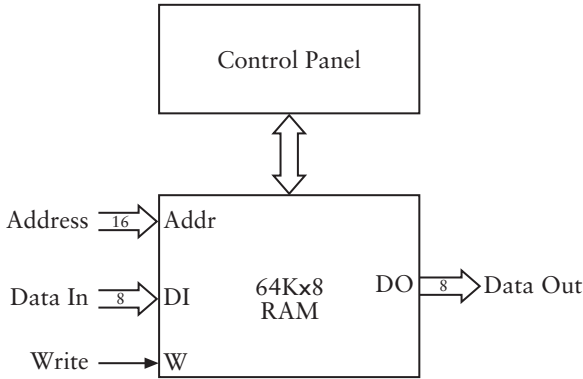 Control Panel
Address 16 Addr
Data In 8 DI
64Kx8
RAM
DO 8 Data Out
Write W